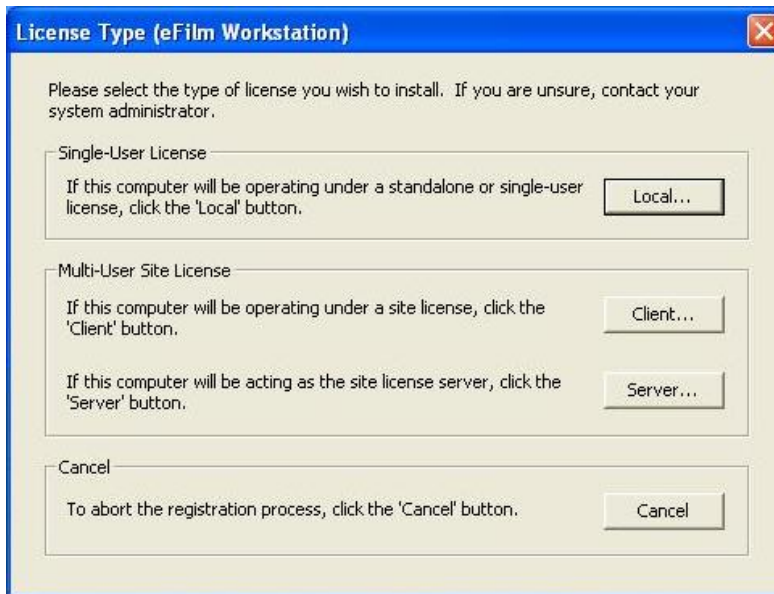 License Type (eFilm Workstation)
Please select the type of license you wish to install.  If you are unsure, contact your
system administrator.
Single-User License
If this computer will be operating under a standalone or single-user
license, click the 'Local' button.
Local...
Multi-User Site License
If this computer will be operating under a site license, click the
'Client' button.
Client...
If this computer will be acting as the site license server, click the
'Server' button.
Server...
Cancel
To abort the registration process, click the 'Cancel' button.
Cancel